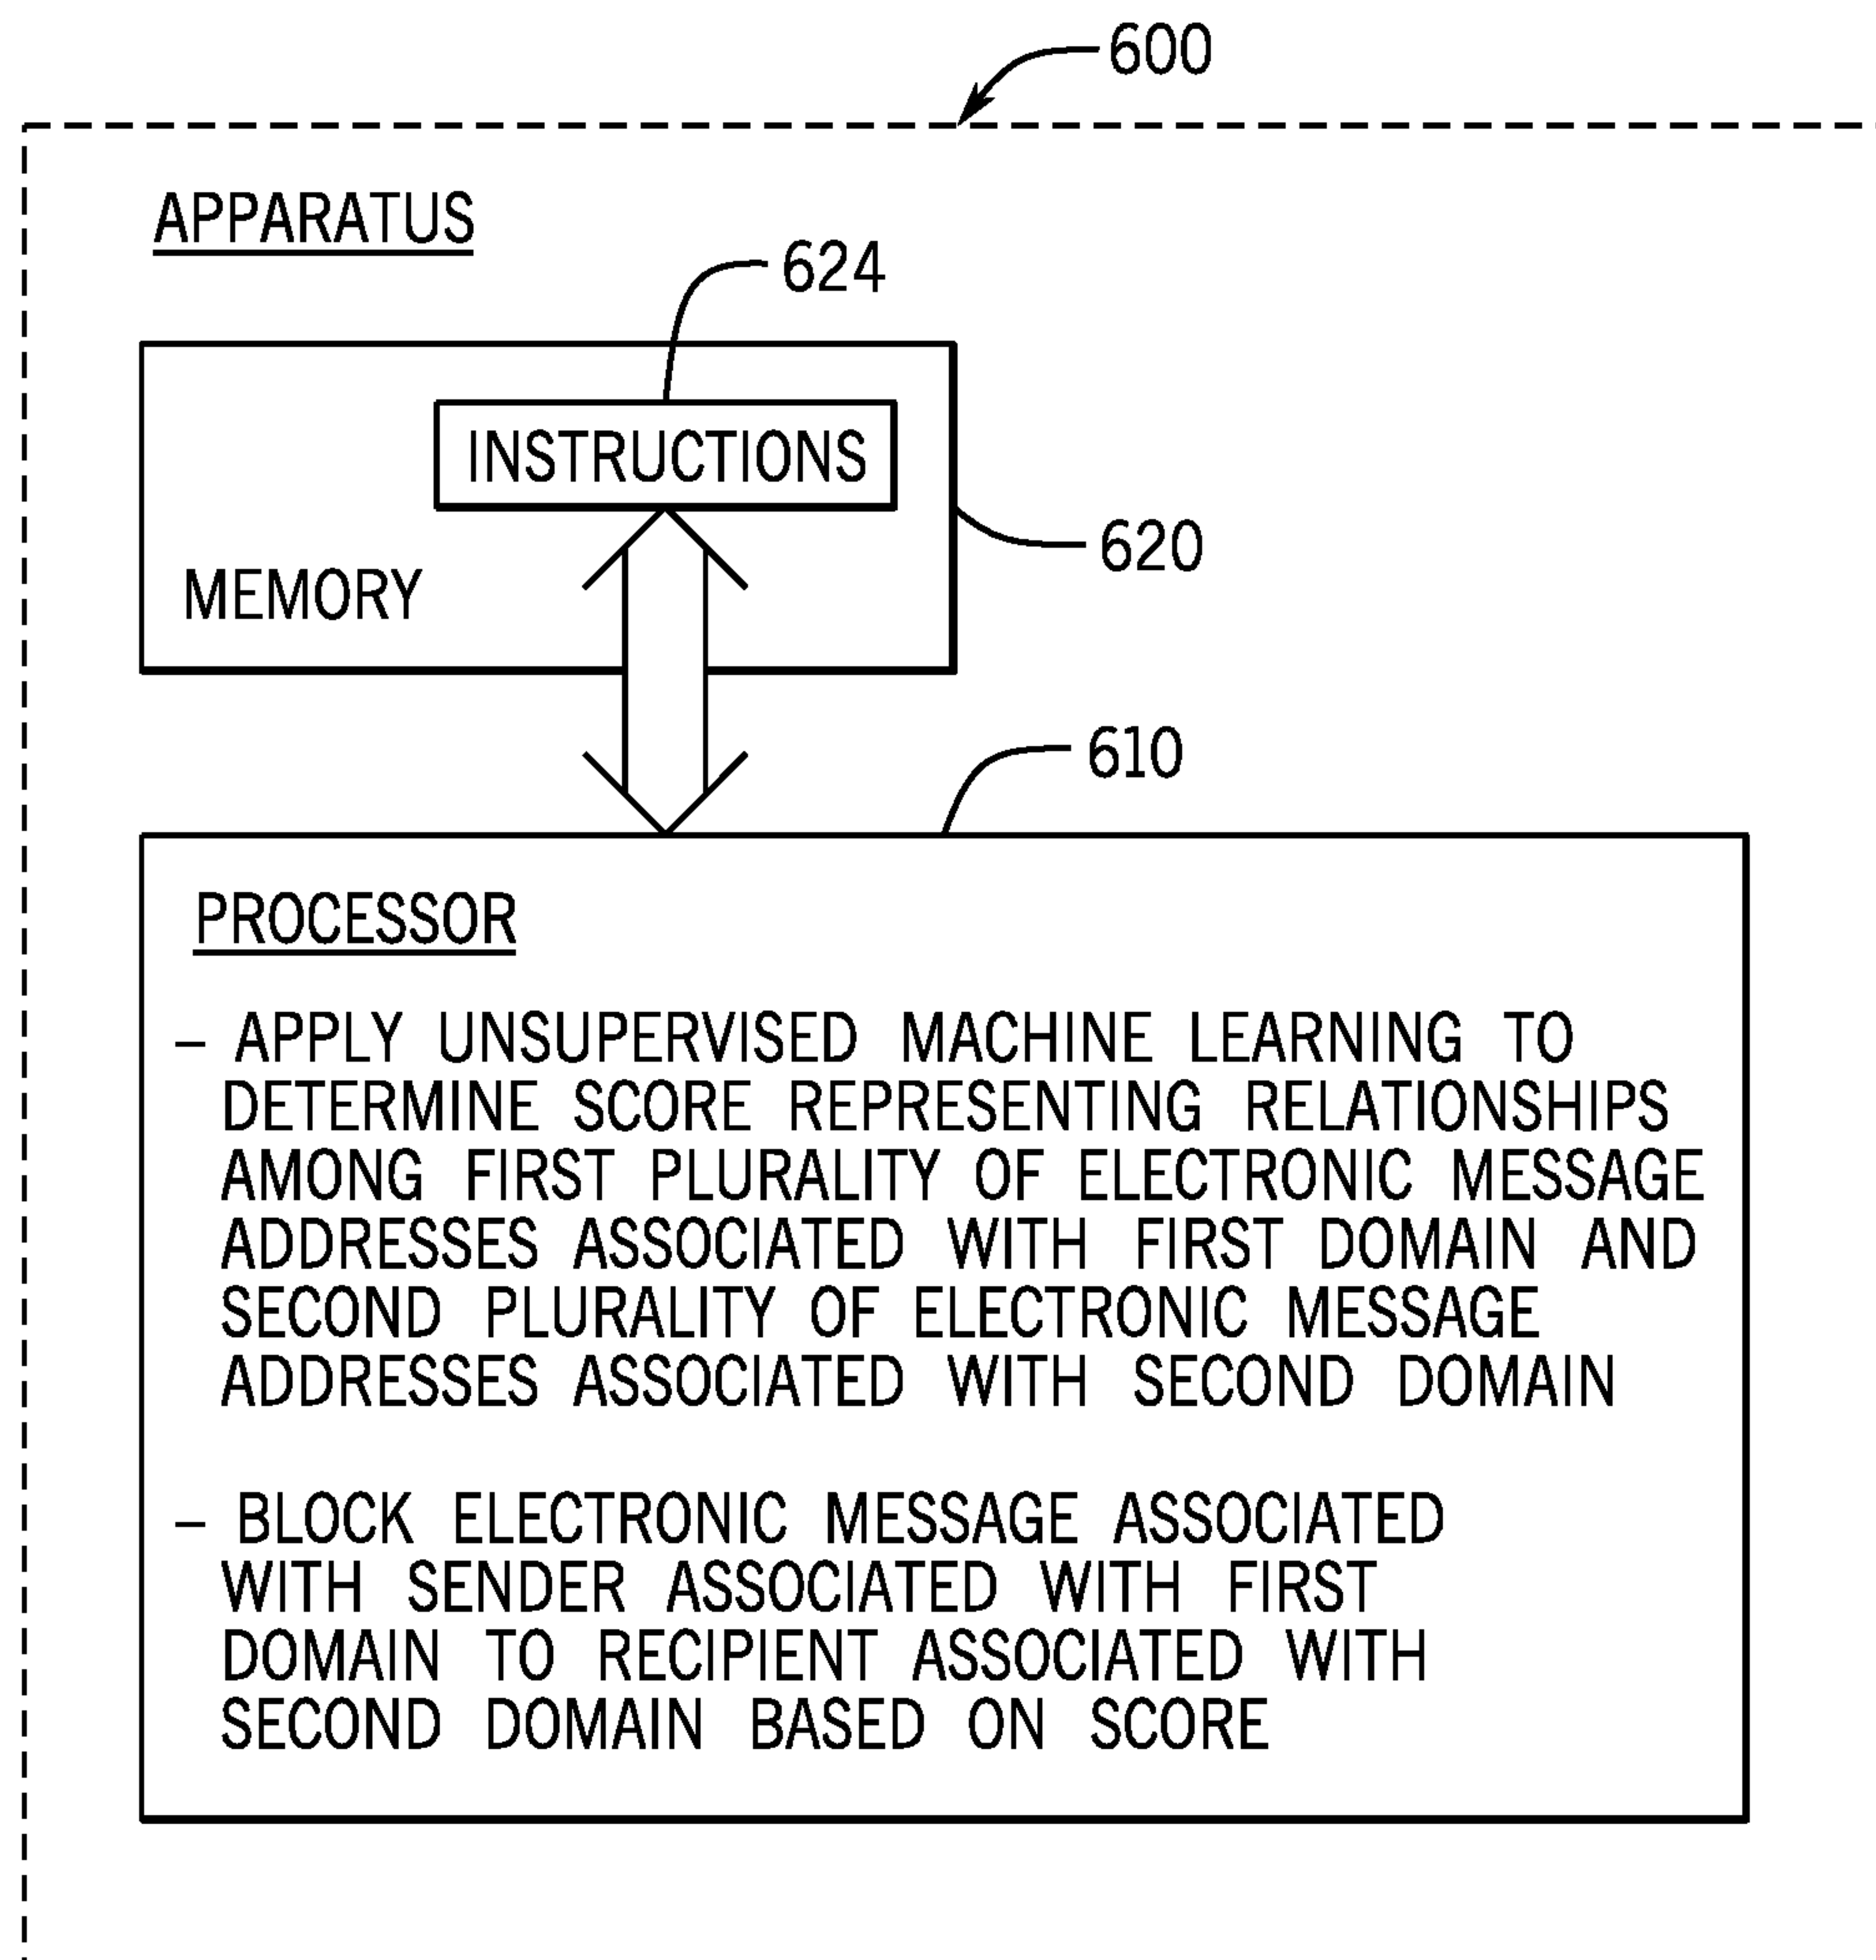 600
APPARATUS
624
INSTRUCTIONS
620
MEMORY
610
PROCESSOR
– APPLY UNSUPERVISED MACHINE LEARNING TO
DETERMINE SCORE REPRESENTING RELATIONSHIPS
AMONG FIRST PLURALITY OF ELECTRONIC MESSAGE
ADDRESSES ASSOCIATED WITH FIRST DOMAIN AND
SECOND PLURALITY OF ELECTRONIC MESSAGE
ADDRESSES ASSOCIATED WITH SECOND DOMAIN
– BLOCK ELECTRONIC MESSAGE ASSOCIATED
WITH SENDER ASSOCIATED WITH FIRST
DOMAIN TO RECIPIENT ASSOCIATED WITH
SECOND DOMAIN BASED ON SCORE